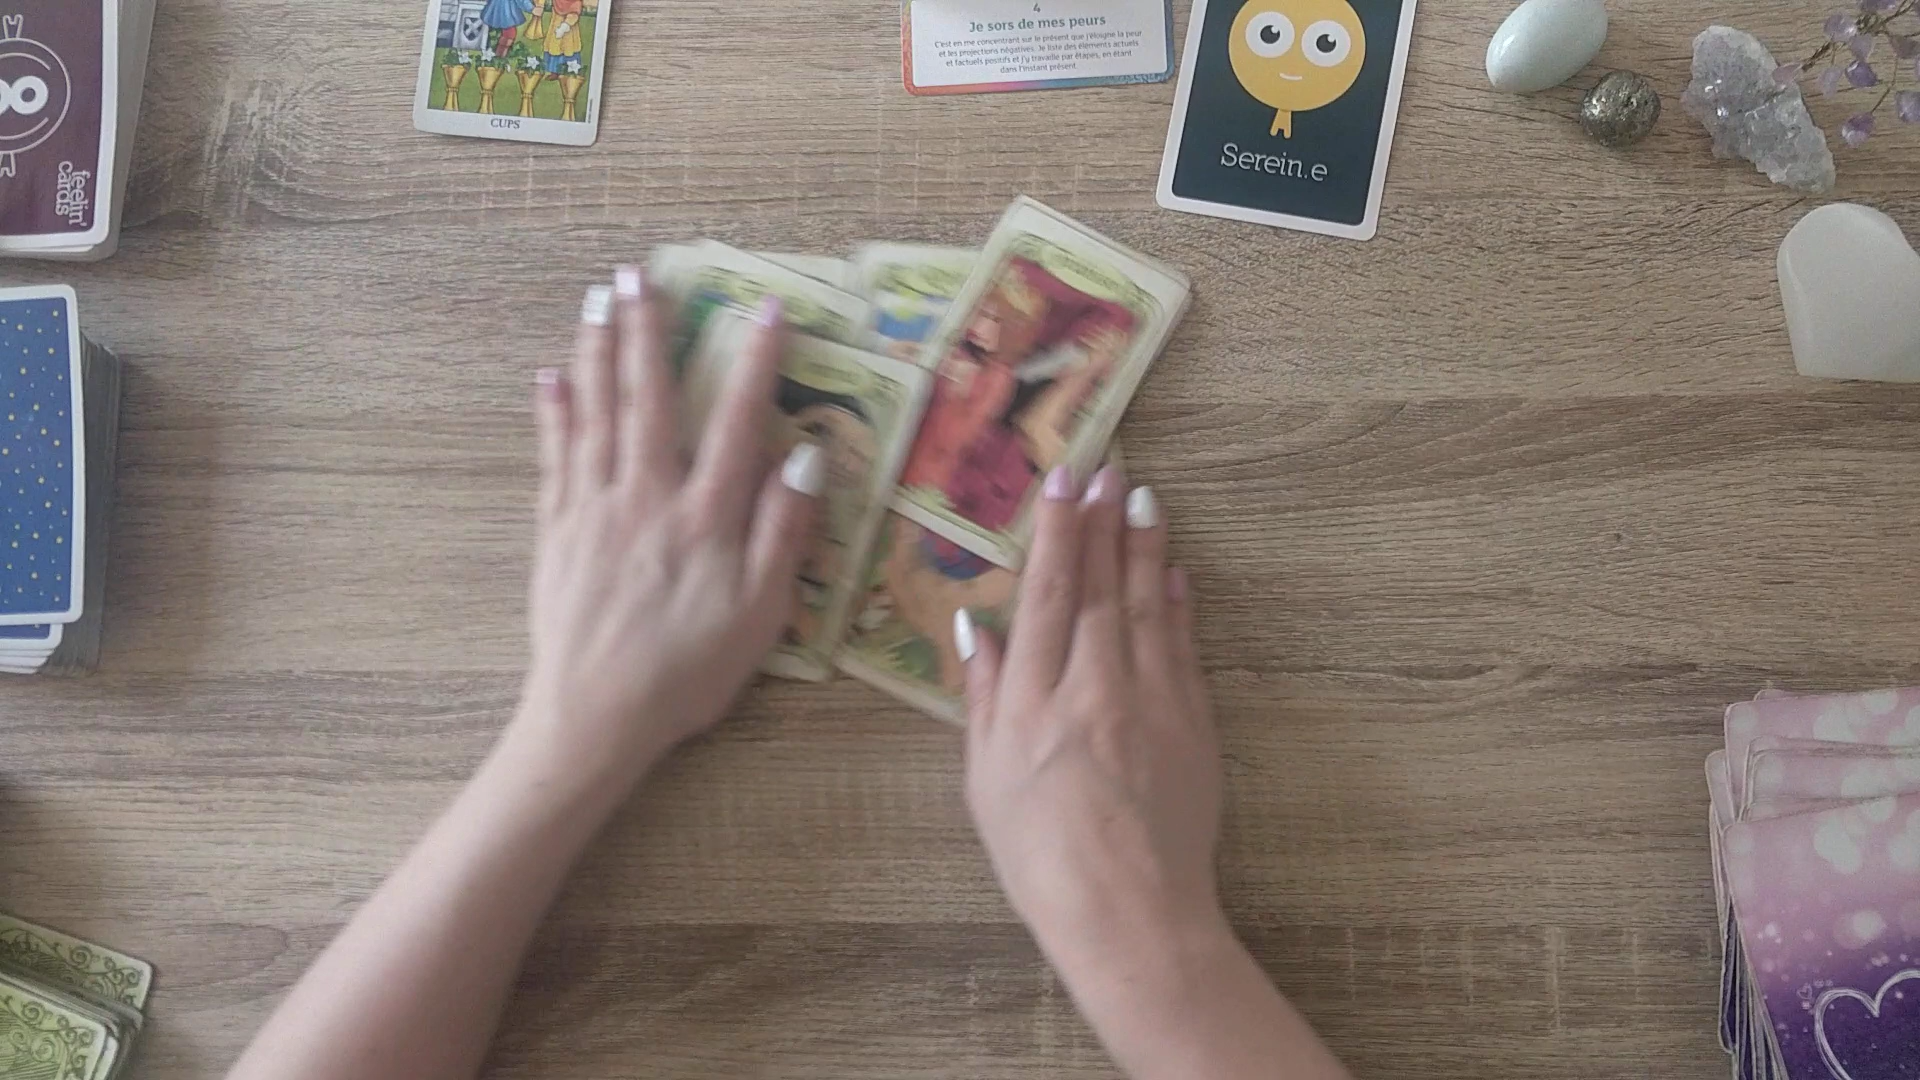 4
Je sors de mes peurs
C'est en me concentrant sur le présent que j'éloigne la peur
et les projections négatives. Je liste des éléments actuels
et factuels positifs et j'y travaille par étapes, en étant
dans l'instant présent.
CUPS
Serein.e
feelin'
cards